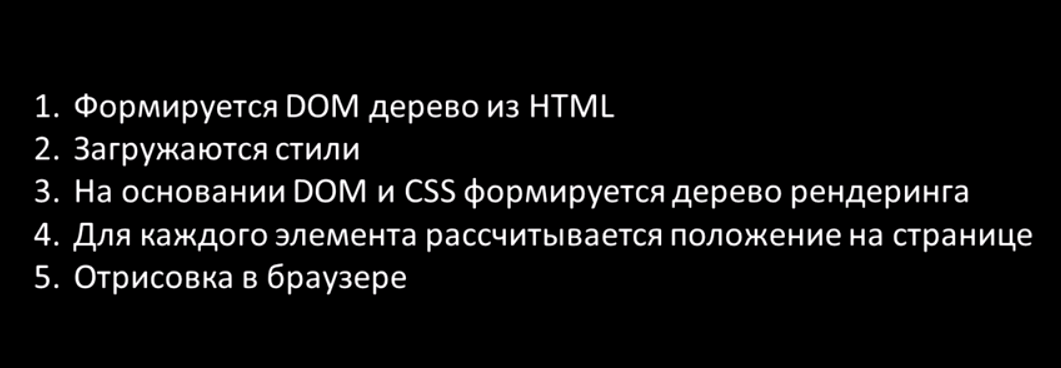 1. Формируется DOM дерево из HTML
2. Загружаются стили
3. На основании DOM и CSS формируется дерево рендеринга
4. Для каждого элемента рассчитывается положение на странице
5. Отрисовка в браузере